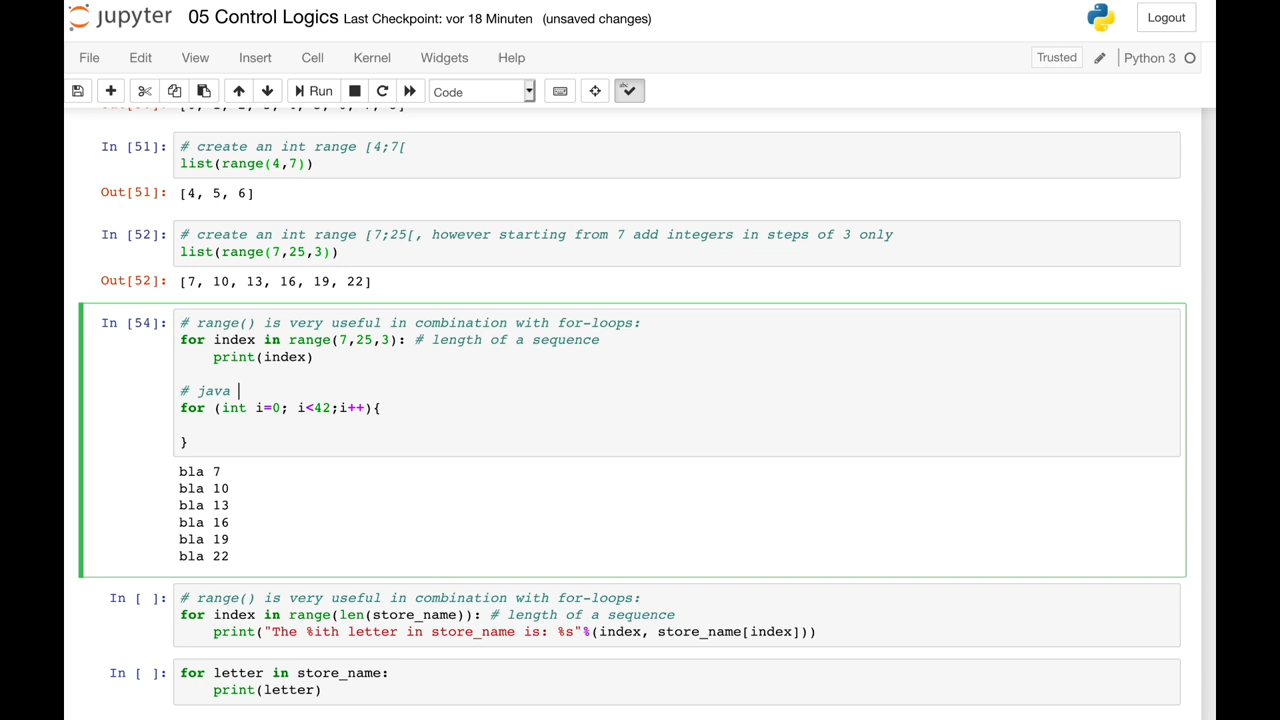 jupyter 05 Control Logics Last Checkpoint: vor 18 Minuten (unsaved changes)
Logout
File Edit View Insert Cell Kernel Widgets Help
Trusted Python 3
Run Code
In [51]: # create an int range [4;7[
list(range(4,7))
Out[51]: [4, 5, 6]
In [52]: # create an int range [7;25[, however starting from 7 add integers in steps of 3 only
list(range(7,25,3))
Out[52]: [7, 10, 13, 16, 19, 22]
In [54]: # range() is very useful in combination with for-loops:
for index in range(7,25,3): # length of a sequence
    print(index)
# java
for (int i=0; i<42;i++){
}
bla 7
bla 10
bla 13
bla 16
bla 19
bla 22
In [ ]: # range() is very useful in combination with for-loops:
for index in range(len(store_name)): # length of a sequence
    print("The %ith letter in store_name is: %s"%(index, store_name[index]))
In [ ]: for letter in store_name:
    print(letter)